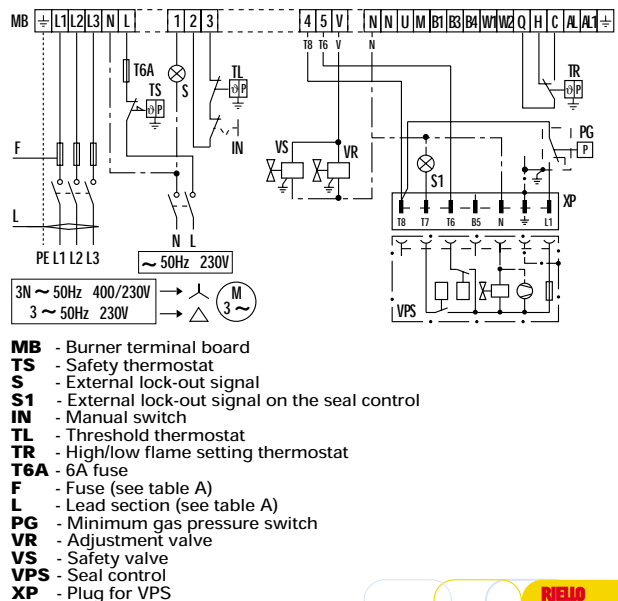 MB ⏚ L1 L2 L3 N L 1 2 3 4 5 V N N U M B1 B3 B4 W1 W2 Q H C AL AL1 ⏚
T8 T6 V N
T6A
TS
ϑ P
S
TL
ϑ P
IN
TR
ϑ P
PG
P
F
VS
VR
S1
XP
T8 T7 T6 B5 N ⏚ L1
L
N L
PE L1 L2 L3
~ 50Hz 230V
VPS
3N ~ 50Hz 400/230V
3 ~ 50Hz 230V
M
3 ~
MB - Burner terminal board
TS - Safety thermostat
S - External lock-out signal
S1 - External lock-out signal on the seal control
IN - Manual switch
TL - Threshold thermostat
TR - High/low flame setting thermostat
T6A - 6A fuse
F - Fuse (see table A)
L - Lead section (see table A)
PG - Minimum gas pressure switch
VR - Adjustment valve
VS - Safety valve
VPS - Seal control
XP - Plug for VPS
RIELLO